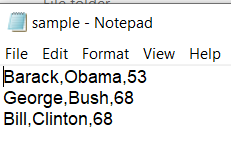 sample - Notepad
File Edit Format View Help
Barack,Obama,53
George,Bush,68
Bill,Clinton,68